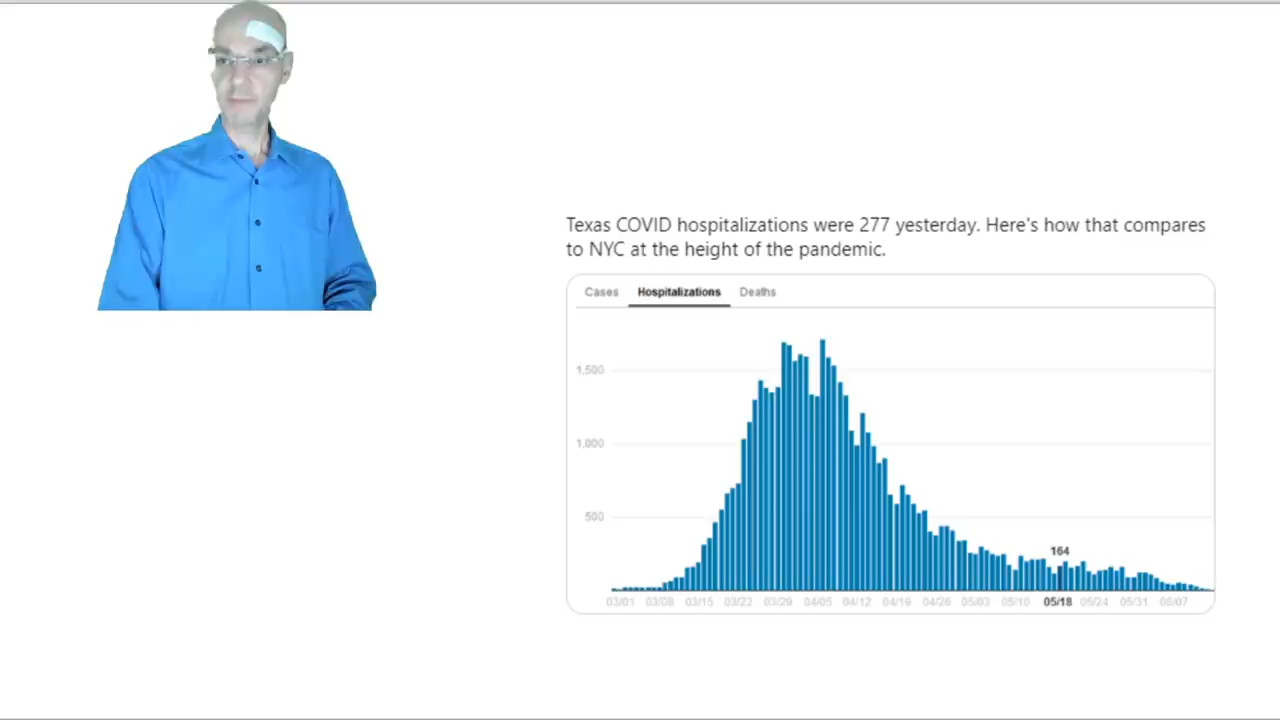 Texas COVID hospitalizations were 277 yesterday. Here's how that compares
to NYC at the height of the pandemic.
Cases Hospitalizations Deaths
1,500
1,000
500
164
03/01 03/08 03/15 03/22 03/29 04/05 04/12 04/19 04/26 05/03 05/10 05/18 05/24 05/31 06/07